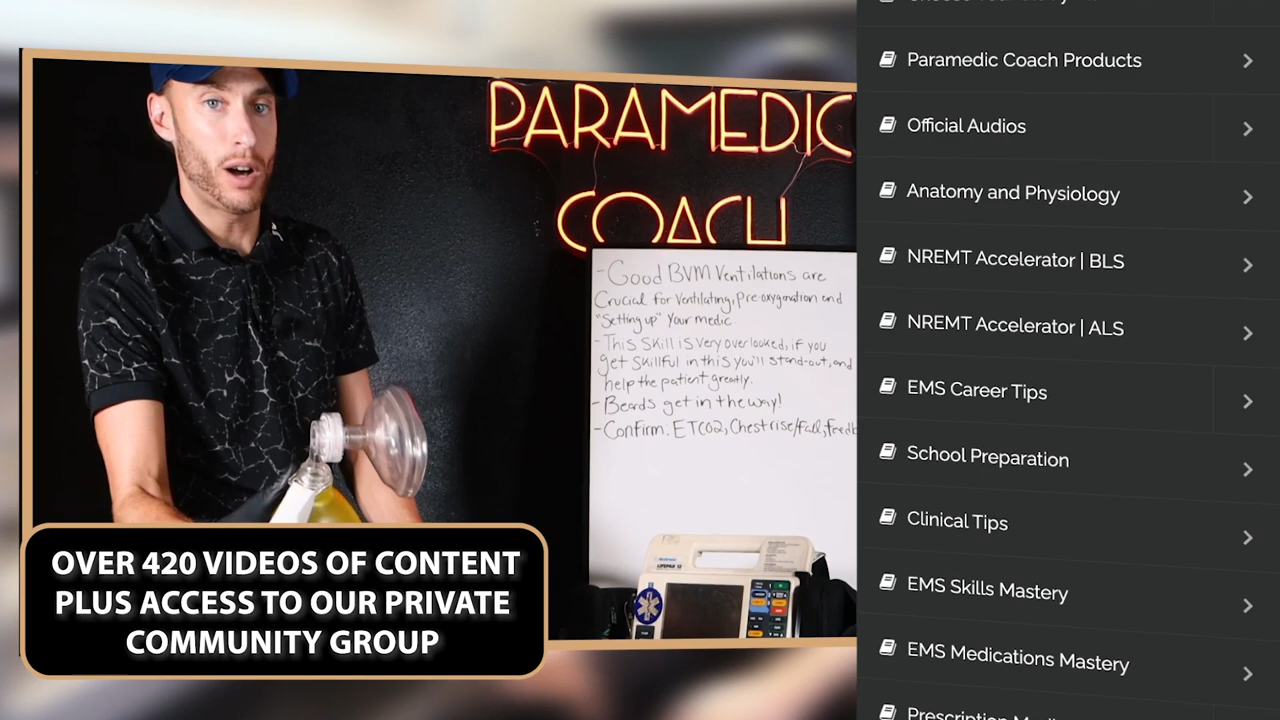 PARAMEDIC
COACH
- Good BVM Ventilations are
Crucial for Ventilating, Pre-oxygenation and
"Setting up" Your medic
- This skill is very overlooked, if you
get skillful in this you'll stand-out, and
help the patient greatly.
- Beards get in the way!
- Confirm: ETCO2, Chest rise/fall, feedb
LIFEPAK 12
OVER 420 VIDEOS OF CONTENT
PLUS ACCESS TO OUR PRIVATE
COMMUNITY GROUP
Paramedic Coach Products
Official Audios
Anatomy and Physiology
NREMT Accelerator | BLS
NREMT Accelerator | ALS
EMS Career Tips
School Preparation
Clinical Tips
EMS Skills Mastery
EMS Medications Mastery
Prescription